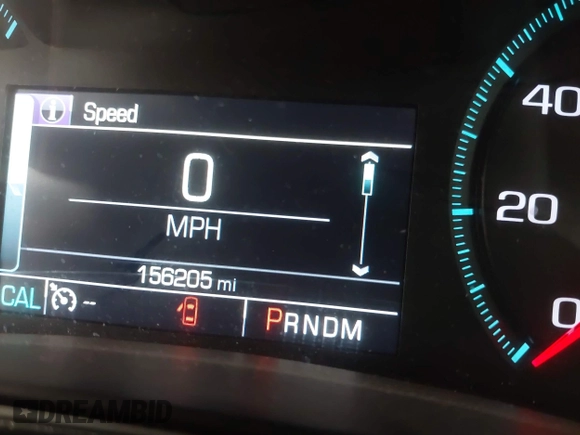 Speed
0
MPH
156205 mi
CAL
--
PRNDM
40
20
0
DREAMBID